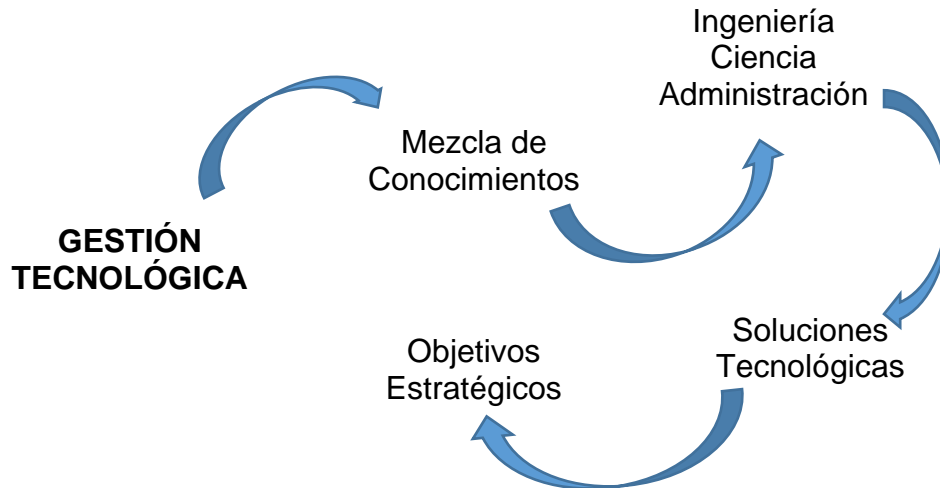 GESTIÓN
TECNOLÓGICA
Mezcla de
Conocimientos
Ingeniería
Ciencia
Administración
Soluciones
Tecnológicas
Objetivos
Estratégicos